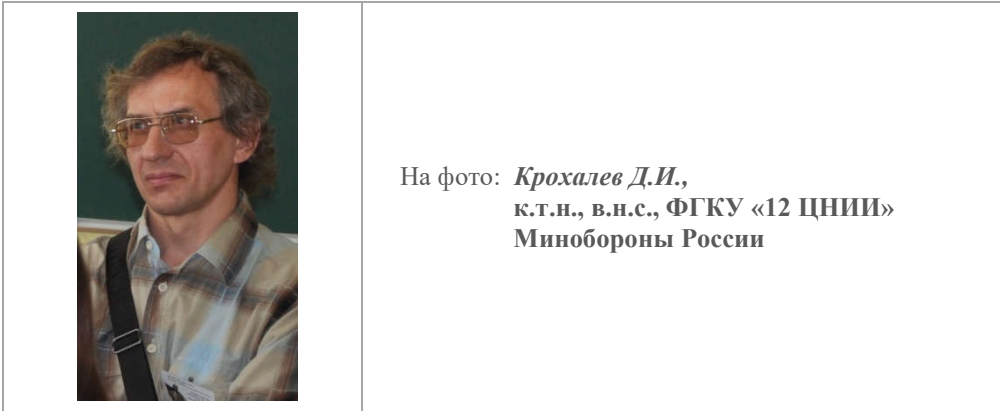 На фото: Крохалев Д.И.,
к.т.н., в.н.с., ФГКУ «12 ЦНИИ»
Минобороны России